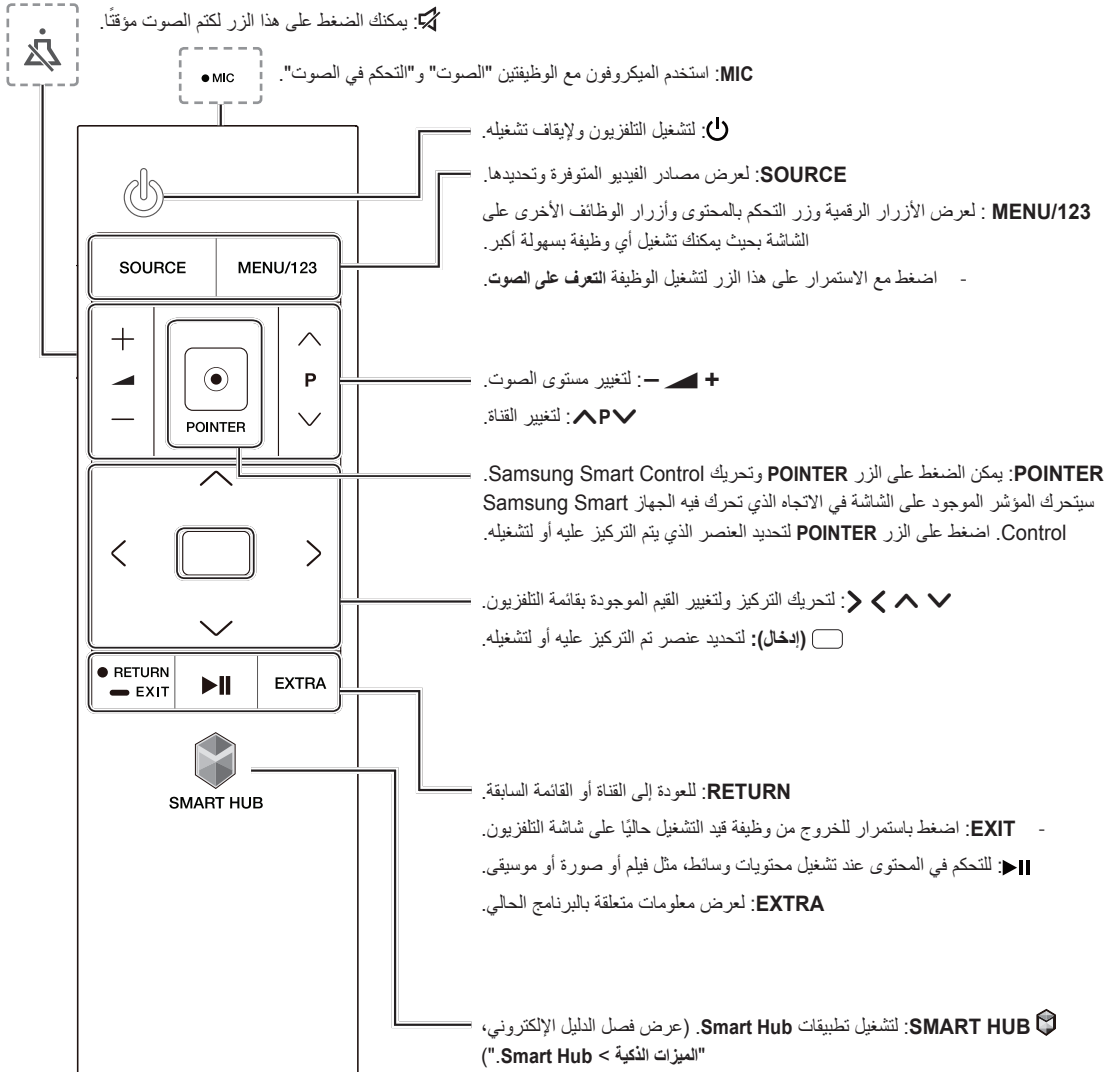 : يمكنك الضغط على هذا الزر لكتم الصوت مؤقتًا.
● MIC
MIC: استخدم الميكروفون مع الوظيفتين "الصوت" و"التحكم في الصوت".
: لتشغيل التلفزيون ولإيقاف تشغيله.
SOURCE: لعرض مصادر الفيديو المتوفرة وتحديدها.
MENU/123 : لعرض الأزرار الرقمية وزر التحكم بالمحتوى وأزرار الوظائف الأخرى على
الشاشة بحيث يمكنك تشغيل أي وظيفة بسهولة أكبر.
- اضغط مع الاستمرار على هذا الزر لتشغيل الوظيفة التعرف على الصوت.
SOURCE
MENU/123
+
P
—
POINTER
+ –: لتغيير مستوى الصوت.
P: لتغيير القناة.
POINTER: يمكن الضغط على الزر POINTER وتحريك Samsung Smart Control.
سيتحرك المؤشر الموجود على الشاشة في الاتجاه الذي تحرك فيه الجهاز Samsung Smart
Control. اضغط على الزر POINTER لتحديد العنصر الذي يتم التركيز عليه أو لتشغيله.
: لتحريك التركيز ولتغيير القيم الموجودة بقائمة التلفزيون.
(إدخال): لتحديد عنصر تم التركيز عليه أو لتشغيله.
● RETURN
EXIT
EXTRA
SMART HUB
RETURN: للعودة إلى القناة أو القائمة السابقة.
- EXIT: اضغط باستمرار للخروج من وظيفة قيد التشغيل حاليًا على شاشة التلفزيون.
: للتحكم في المحتوى عند تشغيل محتويات وسائط، مثل فيلم أو صورة أو موسيقى.
EXTRA: لعرض معلومات متعلقة بالبرنامج الحالي.
SMART HUB: لتشغيل تطبيقات Smart Hub. (عرض فصل الدليل الإلكتروني،
"الميزات الذكية > Smart Hub.")